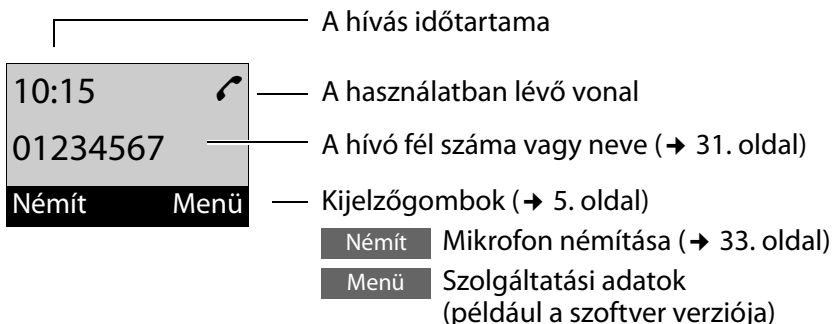 A hívás időtartama
10:15
A használatban lévő vonal
01234567
A hívó fél száma vagy neve (➔ 31. oldal)
Némít Menü
Kijelzőgombok (➔ 5. oldal)
Némít Mikrofon némítása (➔ 33. oldal)
Menü Szolgáltatási adatok
(például a szoftver verziója)